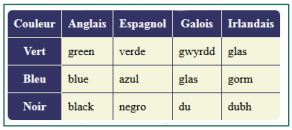 Couleur Anglais Espagnol Galois Irlandais
Vert green verde gwyrdd glas
Bleu blue azul glas gorm
Noir black negro du dubh